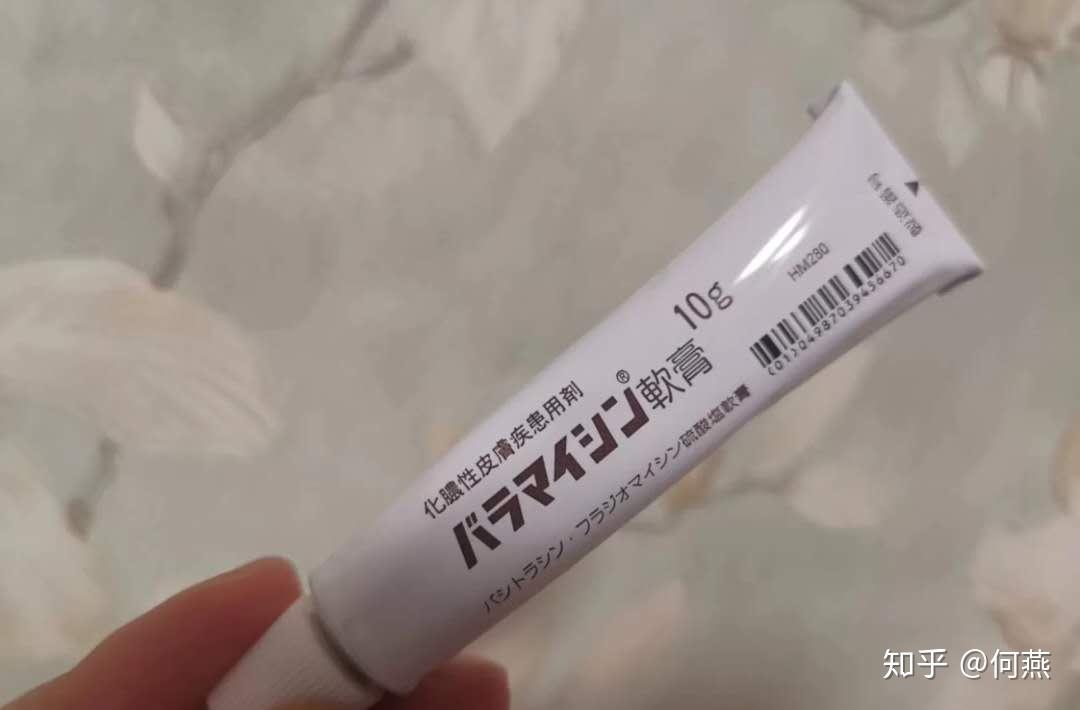 化膿性皮膚疾患用剤
バラマイシン®軟膏 10g
バシトラシン・フラジオマイシン硫酸塩軟膏
HM280
(01)04987039456670
知乎 @何燕